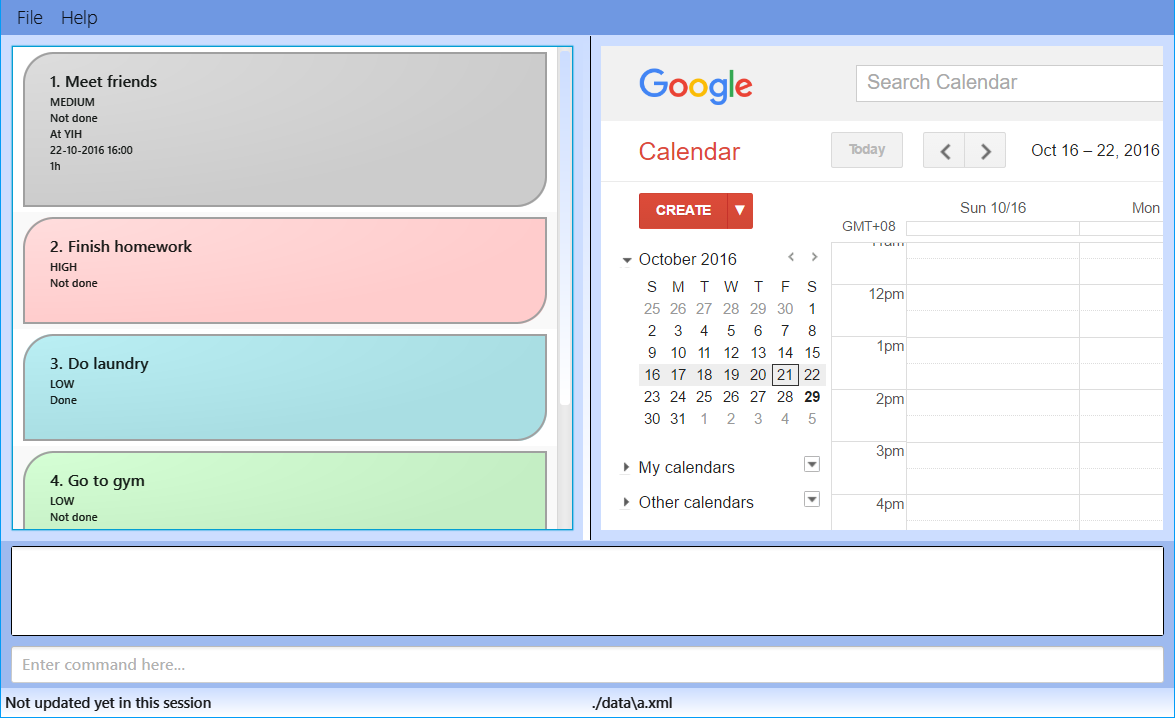 File Help
1. Meet friends
MEDIUM
Not done
At YIH
22-10-2016 16:00
1h
2. Finish homework
HIGH
Not done
3. Do laundry
LOW
Done
4. Go to gym
LOW
Not done
Google
Search Calendar
Calendar
Today
Oct 16 – 22, 2016
CREATE
Sun 10/16
Mon
GMT+08
October 2016
S M T W T F S
25 26 27 28 29 30 1
2 3 4 5 6 7 8
9 10 11 12 13 14 15
16 17 18 19 20 21 22
23 24 25 26 27 28 29
30 31 1 2 3 4 5
My calendars
Other calendars
11am
12pm
1pm
2pm
3pm
4pm
Enter command here...
Not updated yet in this session
./data\a.xml